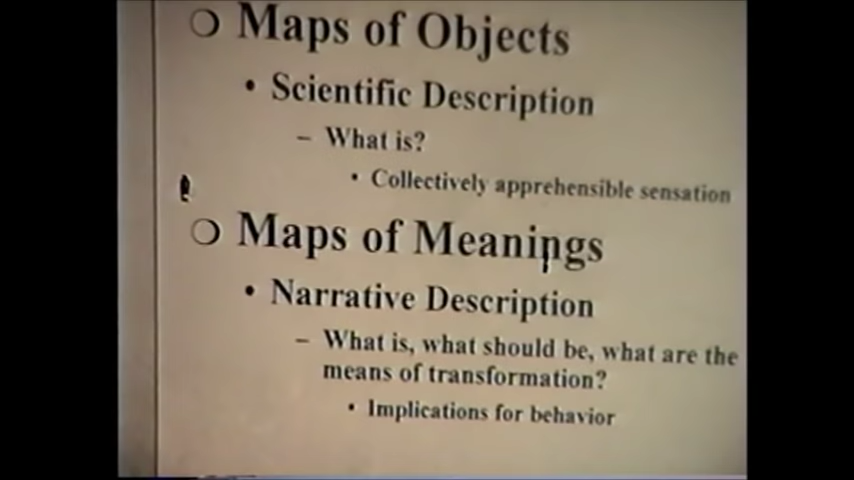 Maps of Objects
Scientific Description
What is?
Collectively apprehensible sensation
Maps of Meanings
Narrative Description
What is, what should be, what are the
means of transformation?
Implications for behavior